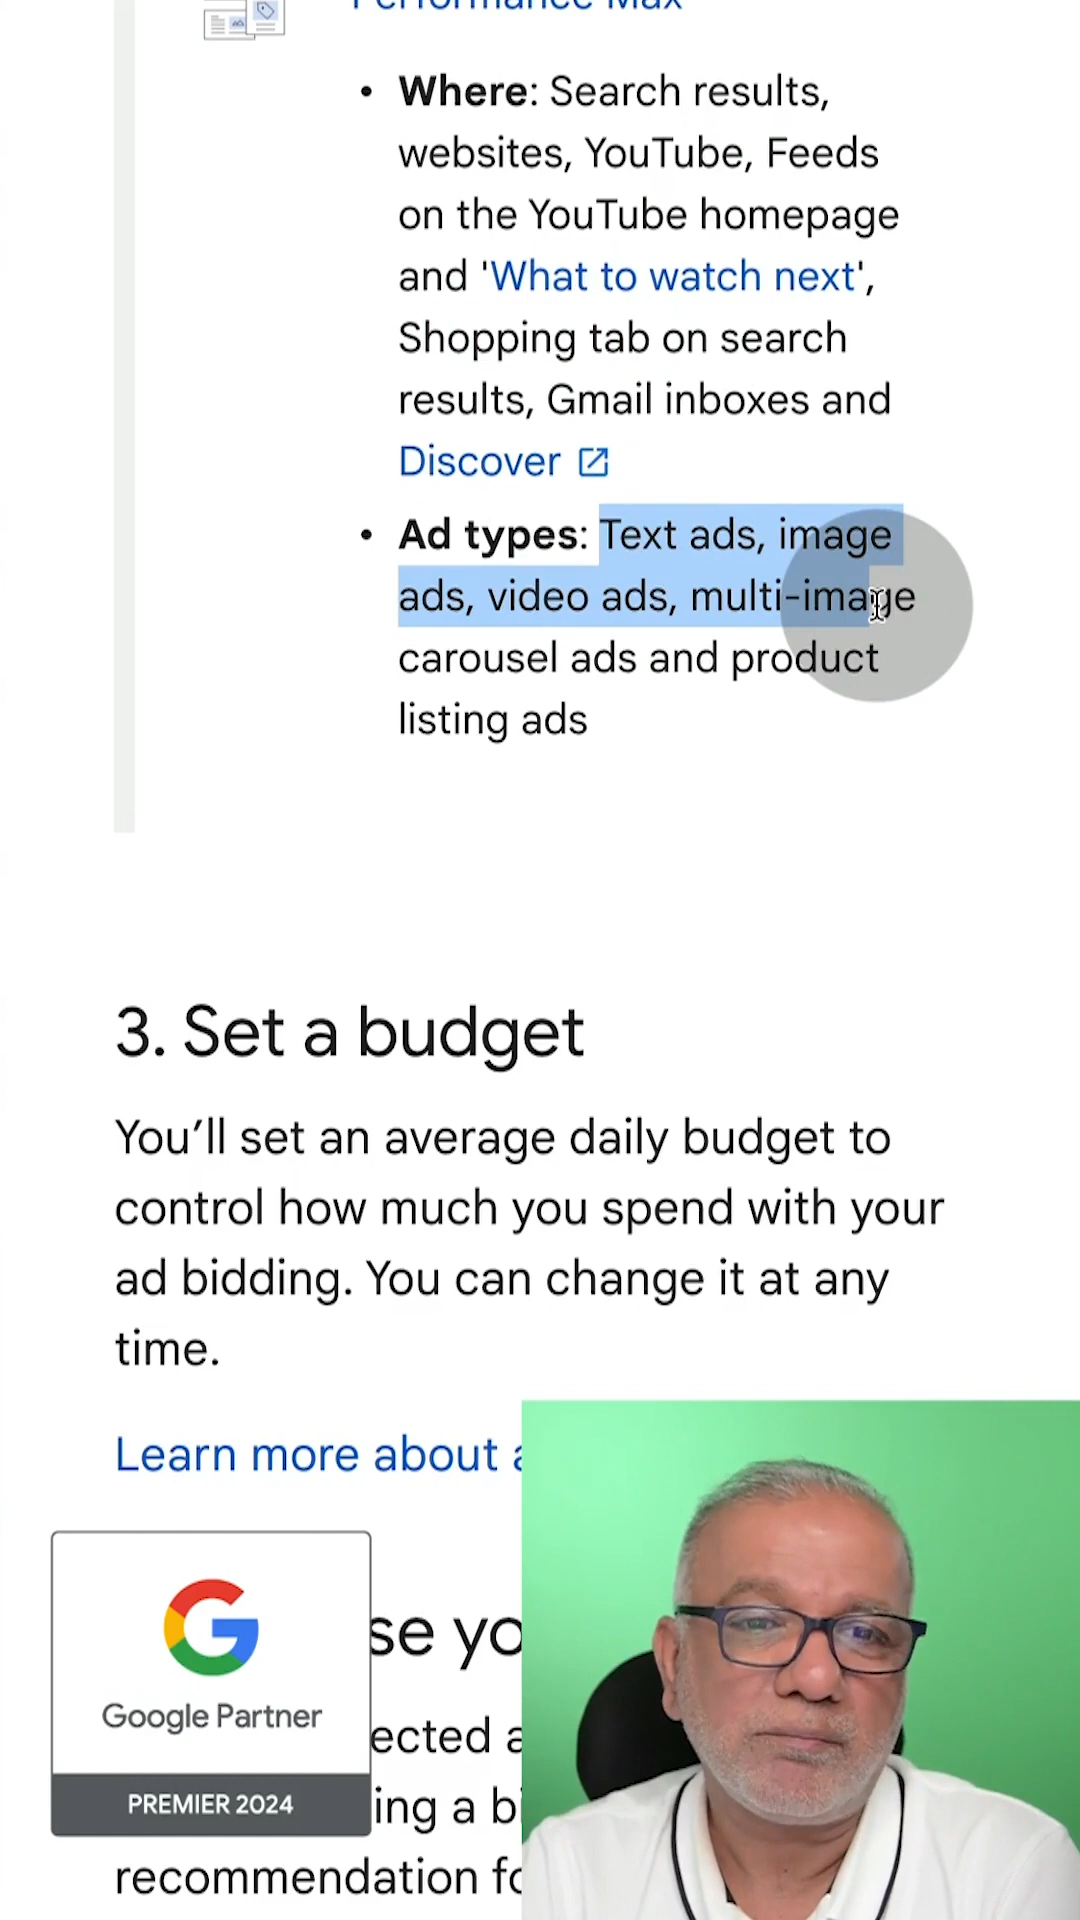 Performance Max
• Where: Search results,
websites, YouTube, Feeds
on the YouTube homepage
and 'What to watch next',
Shopping tab on search
results, Gmail inboxes and
Discover
• Ad types: Text ads, image
ads, video ads, multi-image
carousel ads and product
listing ads
3. Set a budget
You’ll set an average daily budget to
control how much you spend with your
ad bidding. You can change it at any
time.
Learn more about
se yo
ected a
ing a bi
recommendation fo
G
Google Partner
PREMIER 2024